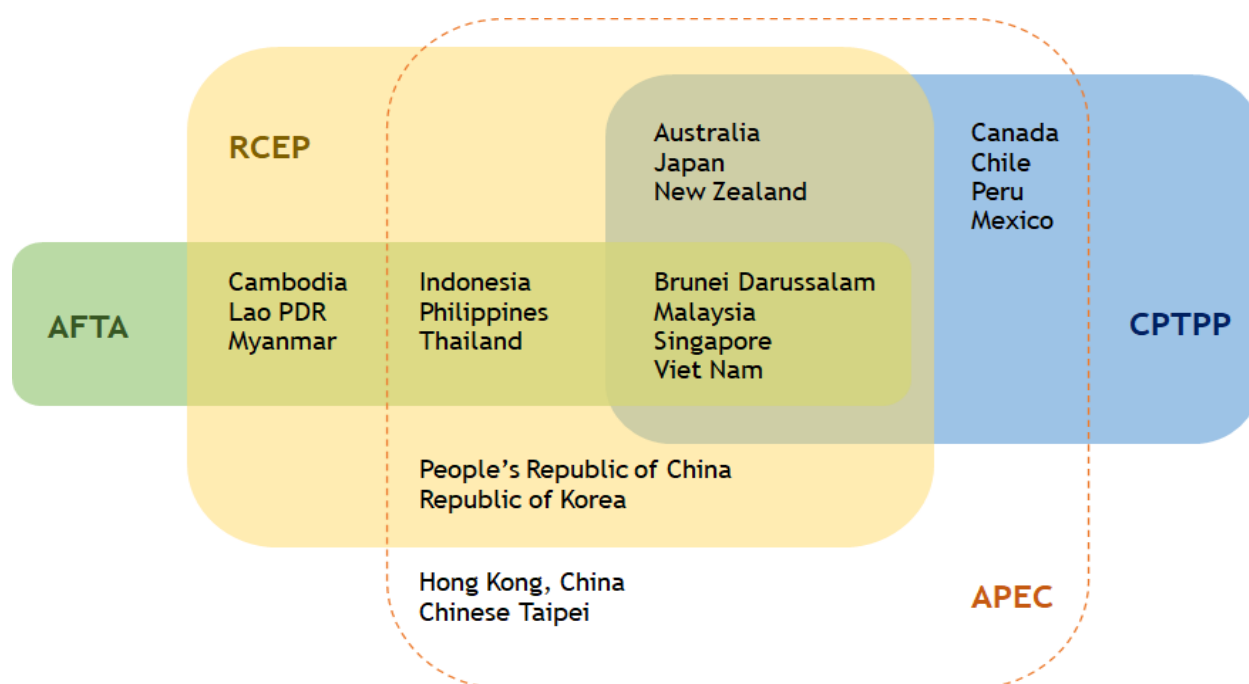 RCEP
Australia
Japan
New Zealand
Canada
Chile
Peru
Mexico
AFTA
Cambodia
Lao PDR
Myanmar
Indonesia
Philippines
Thailand
Brunei Darussalam
Malaysia
Singapore
Viet Nam
CPTPP
People’s Republic of China
Republic of Korea
Hong Kong, China
Chinese Taipei
APEC